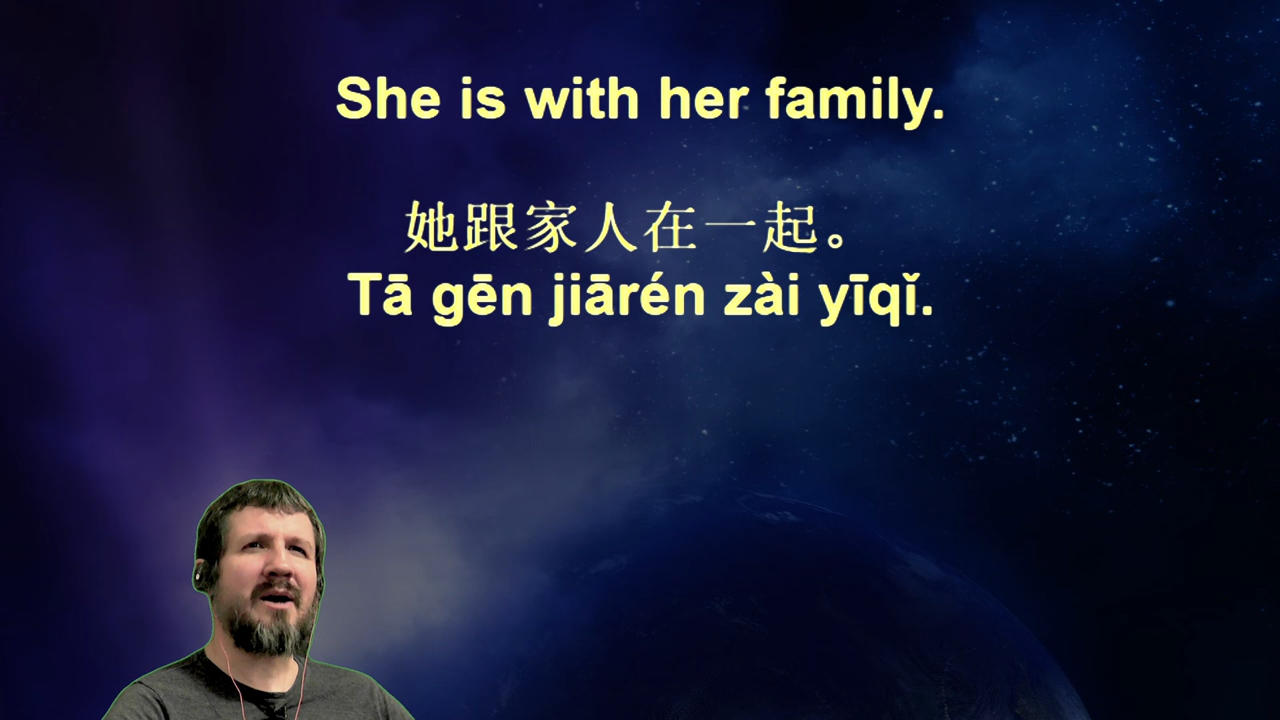 She is with her family.
她跟家人在一起。
Tā gēn jiārén zài yīqǐ.